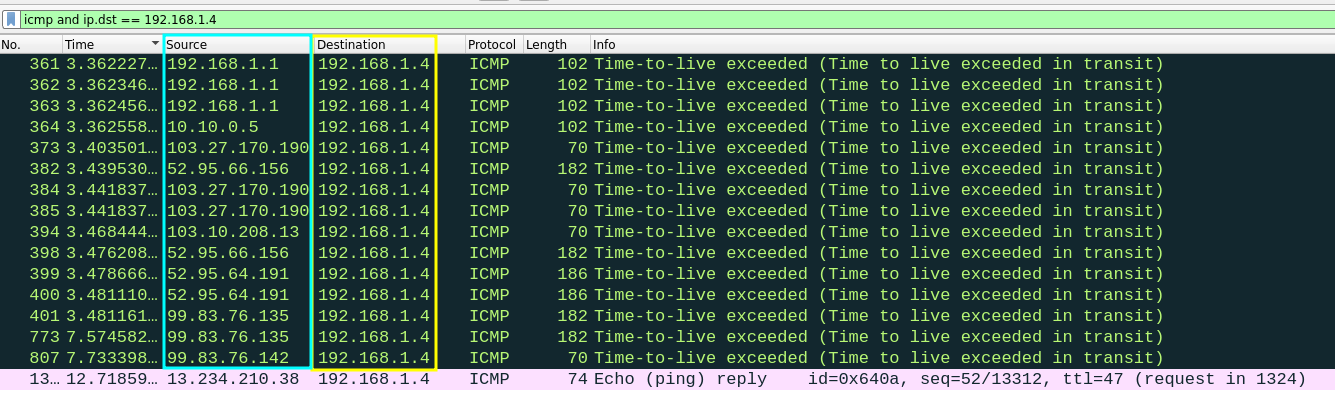 icmp and ip.dst == 192.168.1.4
No. Time Source Destination Protocol Length Info
361 3.362227… 192.168.1.1 192.168.1.4 ICMP 102 Time-to-live exceeded (Time to live exceeded in transit)
362 3.362346… 192.168.1.1 192.168.1.4 ICMP 102 Time-to-live exceeded (Time to live exceeded in transit)
363 3.362456… 192.168.1.1 192.168.1.4 ICMP 102 Time-to-live exceeded (Time to live exceeded in transit)
364 3.362558… 10.10.0.5 192.168.1.4 ICMP 102 Time-to-live exceeded (Time to live exceeded in transit)
373 3.403501… 103.27.170.190 192.168.1.4 ICMP 70 Time-to-live exceeded (Time to live exceeded in transit)
382 3.439530… 52.95.66.156 192.168.1.4 ICMP 182 Time-to-live exceeded (Time to live exceeded in transit)
384 3.441837… 103.27.170.190 192.168.1.4 ICMP 70 Time-to-live exceeded (Time to live exceeded in transit)
385 3.441837… 103.27.170.190 192.168.1.4 ICMP 70 Time-to-live exceeded (Time to live exceeded in transit)
394 3.468444… 103.10.208.13 192.168.1.4 ICMP 70 Time-to-live exceeded (Time to live exceeded in transit)
398 3.476208… 52.95.66.156 192.168.1.4 ICMP 182 Time-to-live exceeded (Time to live exceeded in transit)
399 3.478666… 52.95.64.191 192.168.1.4 ICMP 186 Time-to-live exceeded (Time to live exceeded in transit)
400 3.481110… 52.95.64.191 192.168.1.4 ICMP 186 Time-to-live exceeded (Time to live exceeded in transit)
401 3.481161… 99.83.76.135 192.168.1.4 ICMP 182 Time-to-live exceeded (Time to live exceeded in transit)
773 7.574582… 99.83.76.135 192.168.1.4 ICMP 182 Time-to-live exceeded (Time to live exceeded in transit)
807 7.733398… 99.83.76.142 192.168.1.4 ICMP 70 Time-to-live exceeded (Time to live exceeded in transit)
13… 12.71859… 13.234.210.38 192.168.1.4 ICMP 74 Echo (ping) reply id=0x640a, seq=52/13312, ttl=47 (request in 1324)